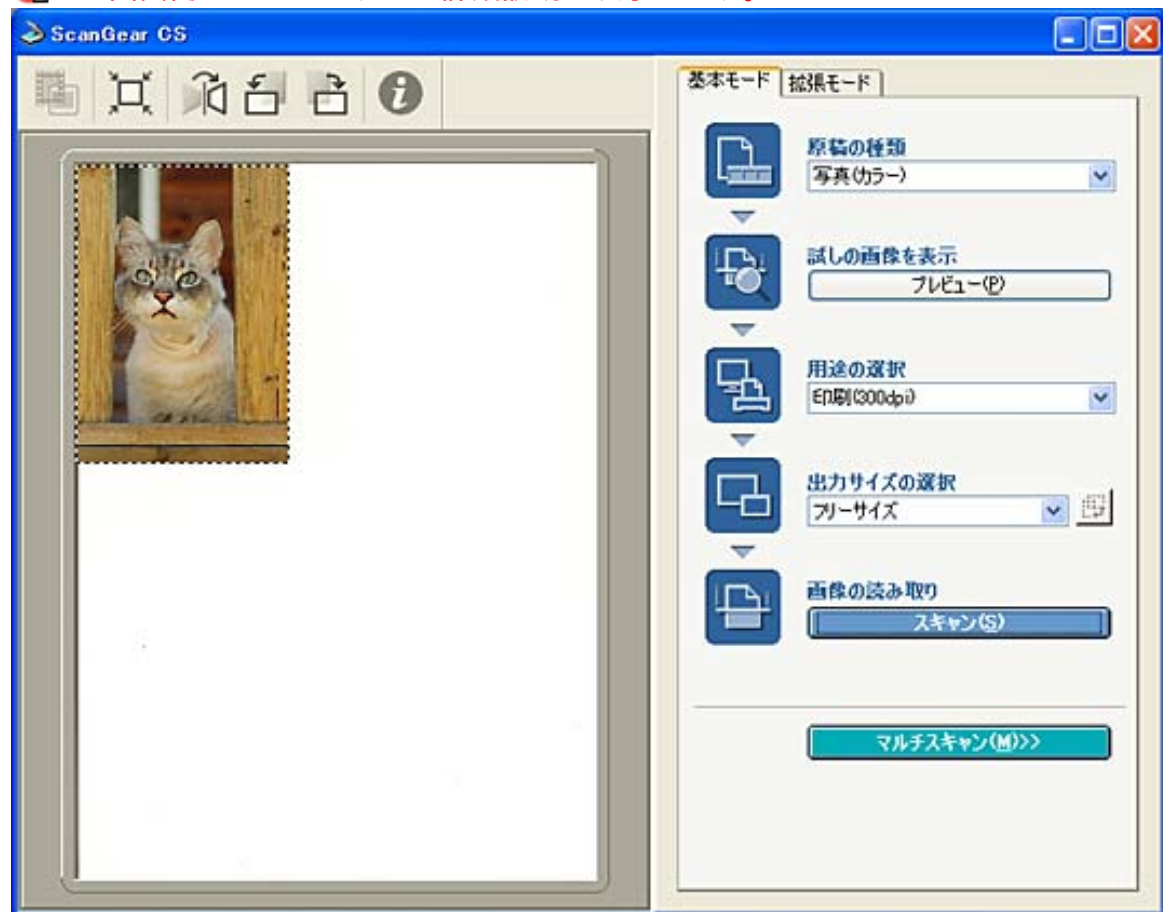 ScanGear CS
基本モード
拡張モード
原稿の種類
写真(カラー)
試しの画像を表示
プレビュー(P)
用途の選択
印刷(300dpi)
出力サイズの選択
フリーサイズ
画像の読み取り
スキャン(S)
マルチスキャン(M)>>